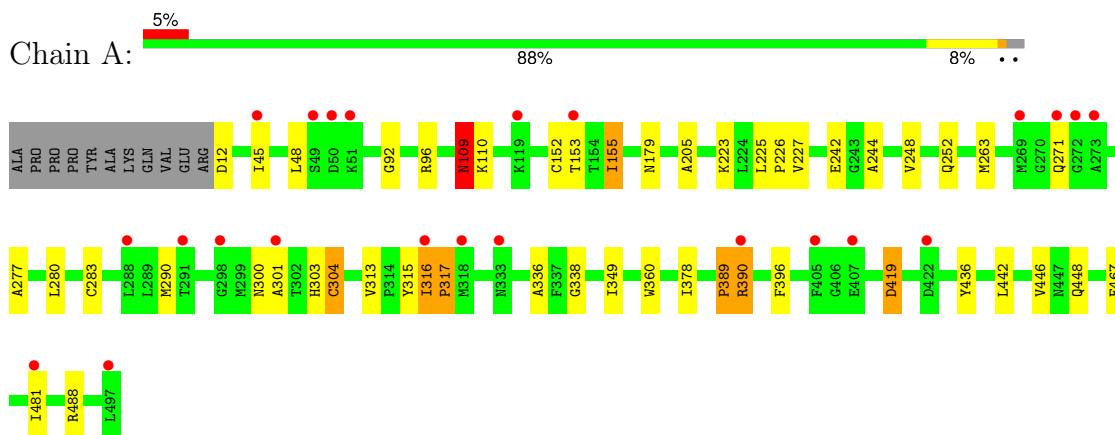 5%
Chain A:
88% 8% • •
ALA PRO PRO PRO TYR ALA LYS GLN VAL GLU ARG D12 I45 L48 S49 D50 K51 G92 R96 N109 K110 K119 C152 T153 T154 I155 N179 A205 K223 L224 L225 P226 V227 E242 G243 A244 V248 Q252 M263 M269 G270 Q271 G272 A273
A277 L280 C283 L288 L289 M290 T291 G298 M299 N300 A301 T302 H303 C304 V313 P314 Y315 I316 P317 M318 N333 A336 F337 G338 I349 W360 I378 P389 R390 F396 F405 G406 E407 D419 D422 Y436 L442 V446 N447 Q448
I481 R488 L497